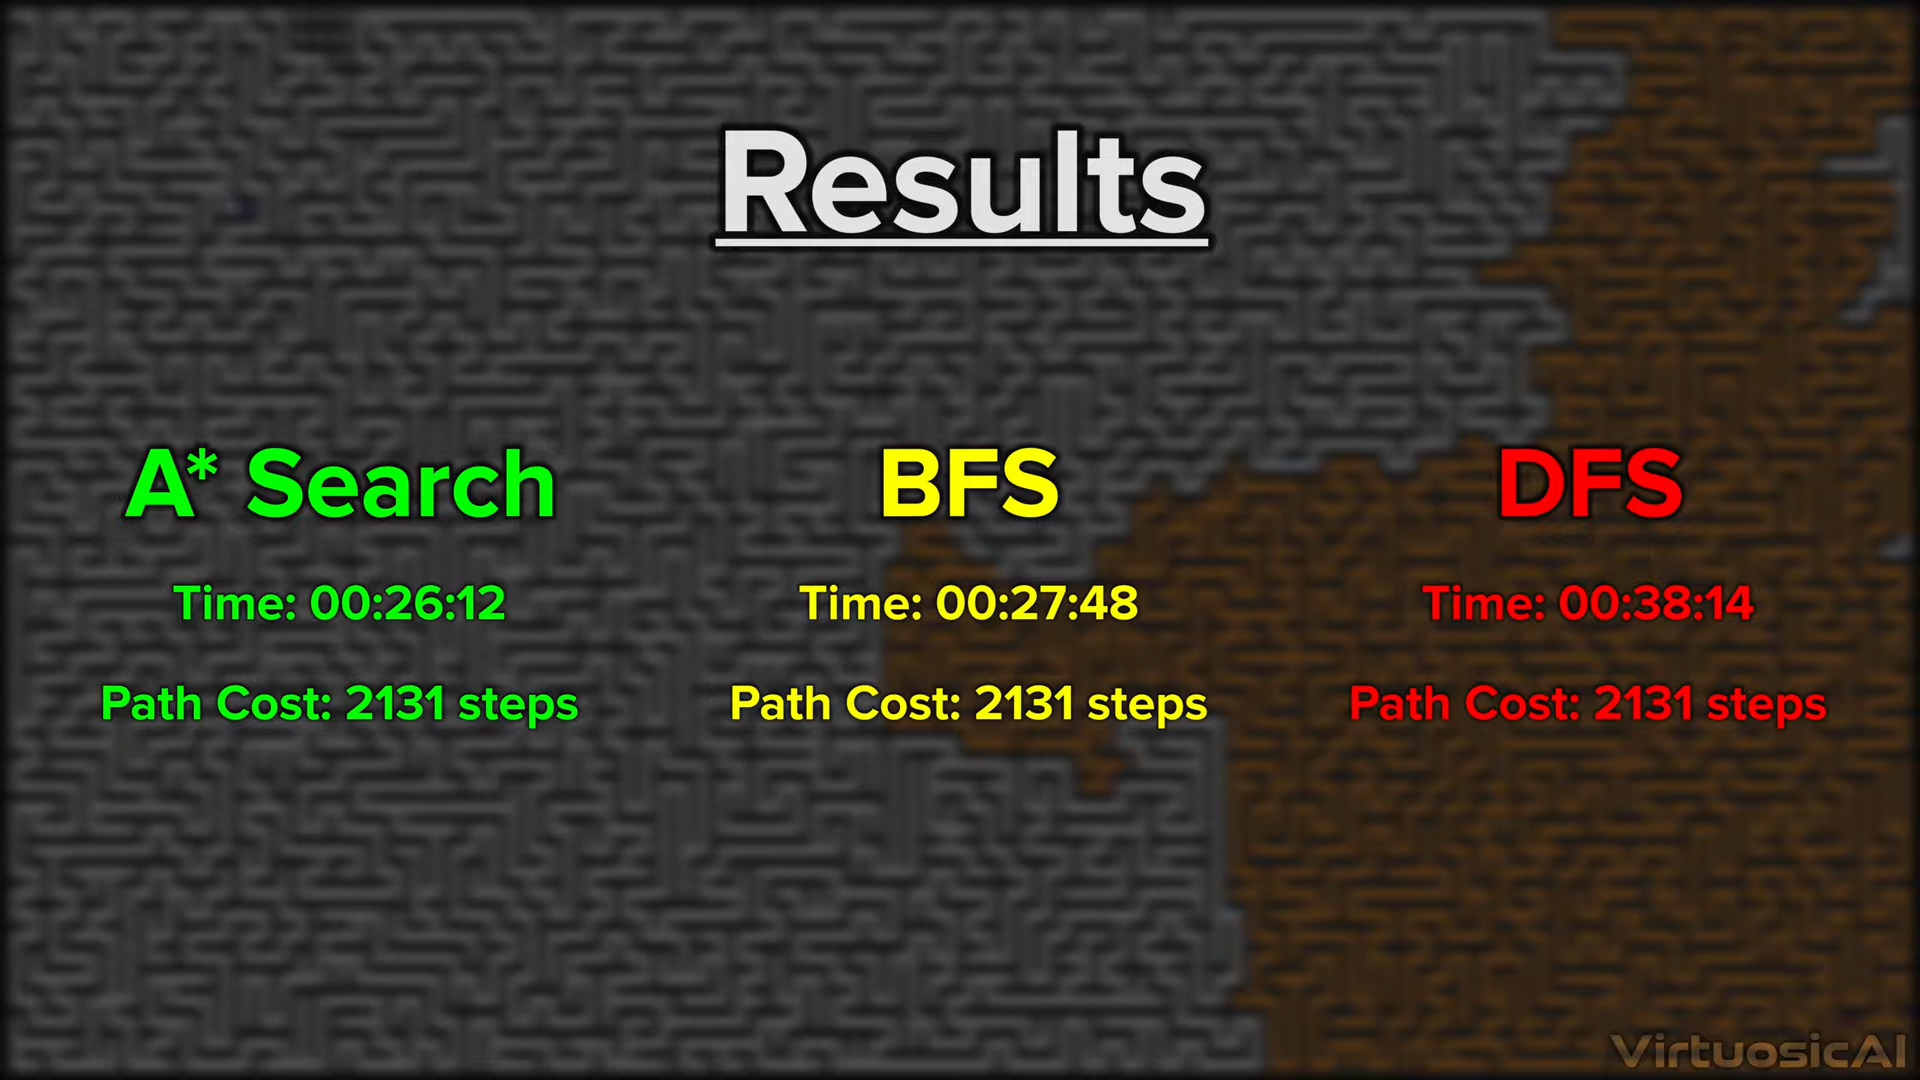 Results
A* Search
Time: 00:26:12
Path Cost: 2131 steps
BFS
Time: 00:27:48
Path Cost: 2131 steps
DFS
Time: 00:38:14
Path Cost: 2131 steps
VirtuosicAI